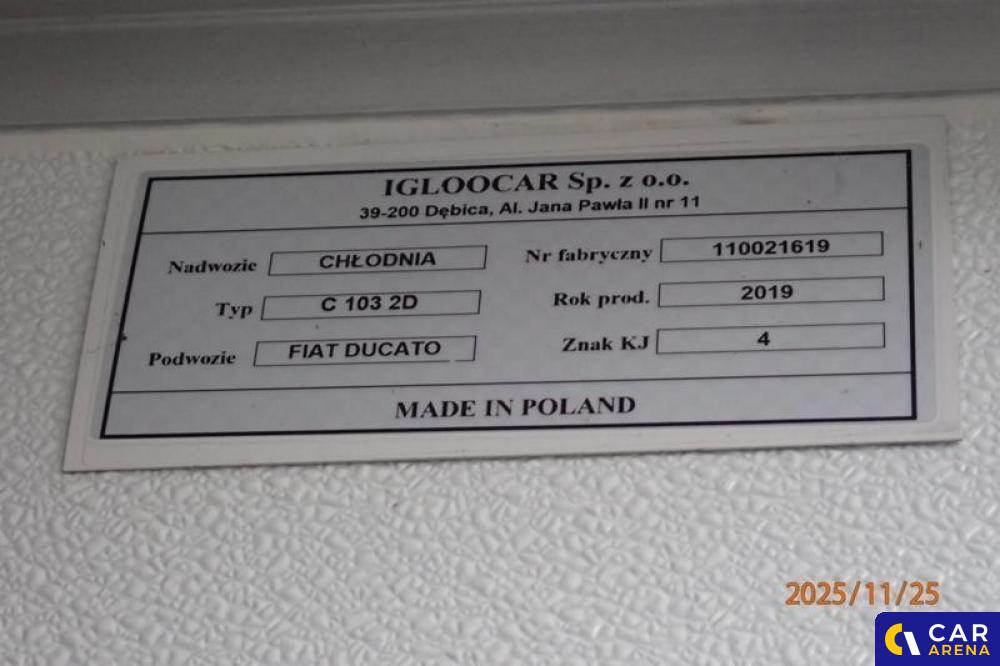 IGLOOCAR Sp. z o.o.
39-200 Dębica, Al. Jana Pawła II nr 11
Nadwozie CHŁODNIA Nr fabryczny 110021619
Typ C 103 2D Rok prod. 2019
Podwozie FIAT DUCATO Znak KJ 4
MADE IN POLAND
2025/11/25
CAR
ARENA